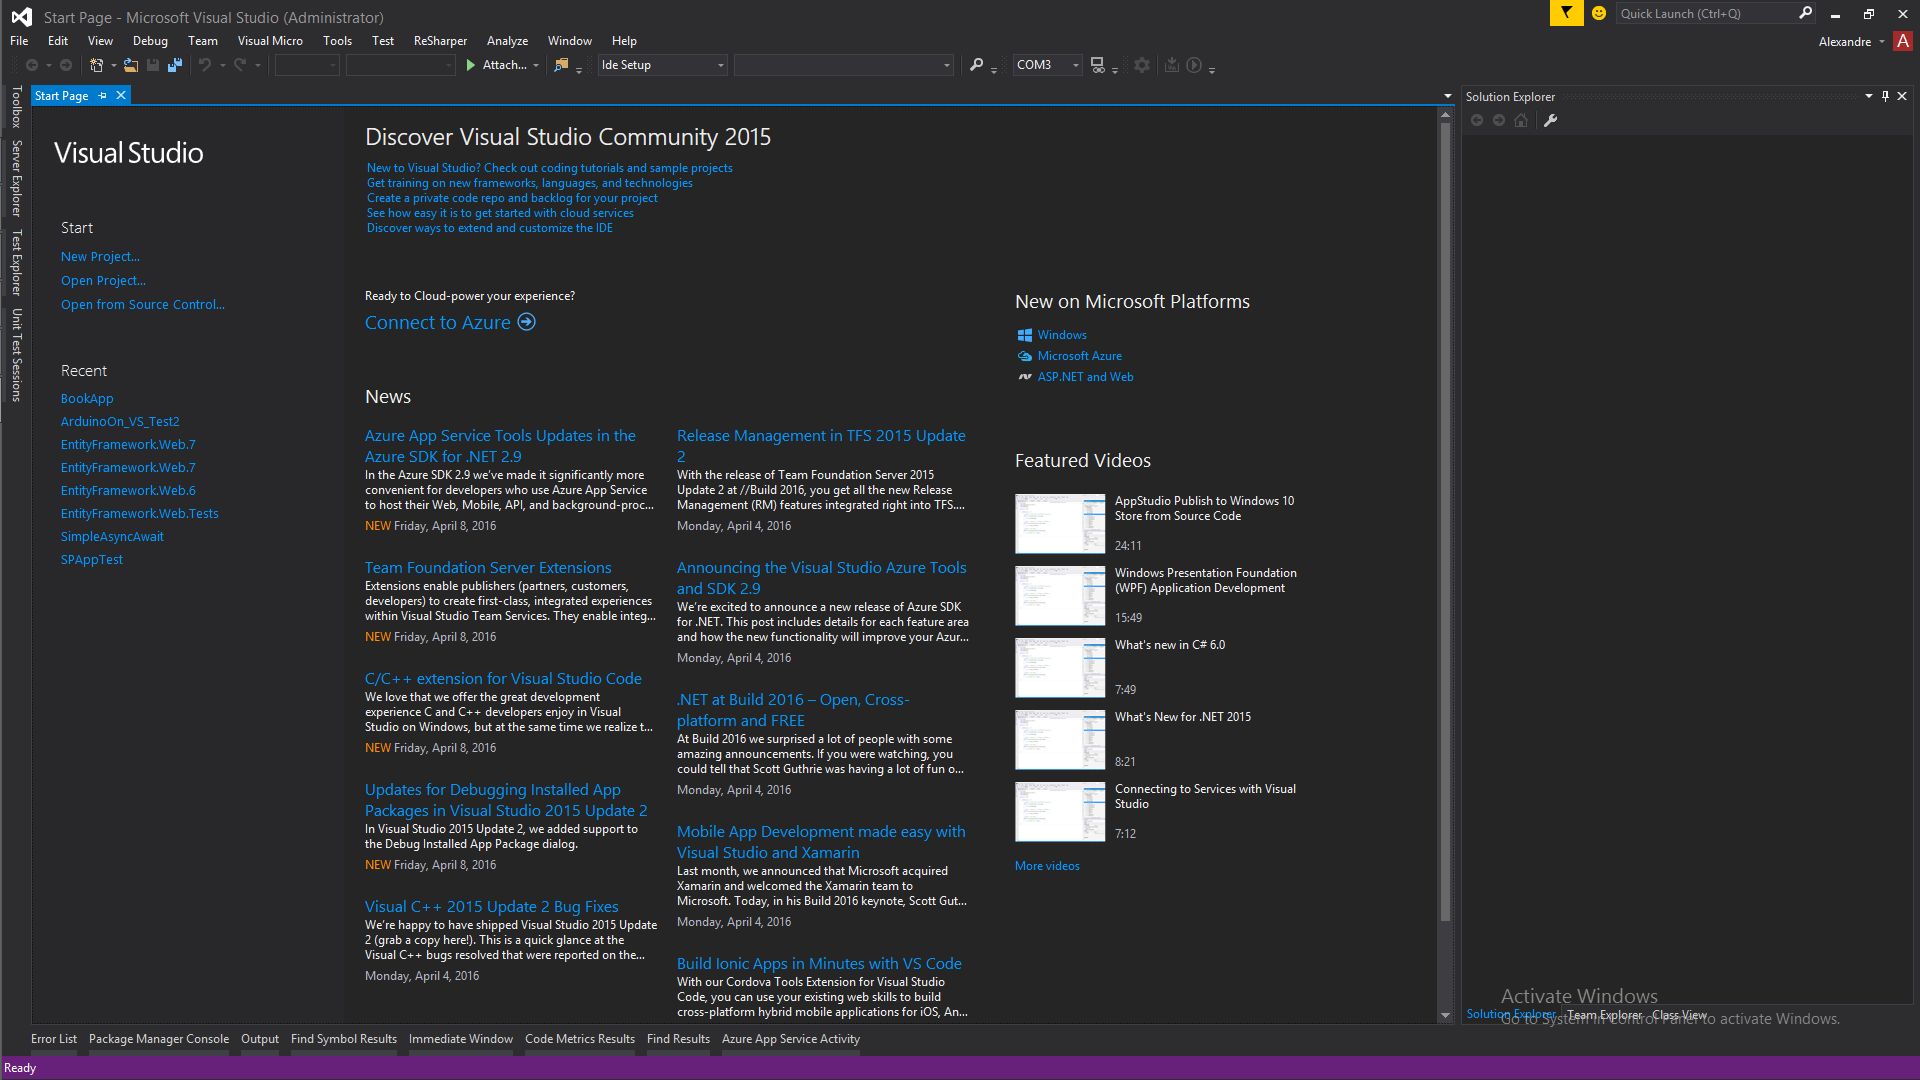 Start Page - Microsoft Visual Studio (Administrator)
Quick Launch (Ctrl+Q)
File Edit View Debug Team Visual Micro Tools Test ReSharper Analyze Window Help
Alexandre A
Attach... Ide Setup COM3
Start Page
Solution Explorer
Toolbox
Server Explorer
Test Explorer
Unit Test Sessions
Visual Studio
Start
New Project...
Open Project...
Open from Source Control...
Recent
BookApp
ArduinoOn_VS_Test2
EntityFramework.Web.7
EntityFramework.Web.7
EntityFramework.Web.6
EntityFramework.Web.Tests
SimpleAsyncAwait
SPAppTest
Discover Visual Studio Community 2015
New to Visual Studio? Check out coding tutorials and sample projects
Get training on new frameworks, languages, and technologies
Create a private code repo and backlog for your project
See how easy it is to get started with cloud services
Discover ways to extend and customize the IDE
Ready to Cloud-power your experience?
Connect to Azure
News
Azure App Service Tools Updates in the
Azure SDK for .NET 2.9
In the Azure SDK 2.9 we've made it significantly more
convenient for developers who use Azure App Service
to host their Web, Mobile, API, and background-proc...
NEW Friday, April 8, 2016
Team Foundation Server Extensions
Extensions enable publishers (partners, customers,
developers) to create first-class, integrated experiences
within Visual Studio Team Services. They enable integ...
NEW Friday, April 8, 2016
C/C++ extension for Visual Studio Code
We love that we offer the great development
experience C and C++ developers enjoy in Visual
Studio on Windows, but at the same time we realize t...
NEW Friday, April 8, 2016
Updates for Debugging Installed App
Packages in Visual Studio 2015 Update 2
In Visual Studio 2015 Update 2, we added support to
the Debug Installed App Package dialog.
NEW Friday, April 8, 2016
Visual C++ 2015 Update 2 Bug Fixes
We're happy to have shipped Visual Studio 2015 Update
2 (grab a copy here!). This is a quick glance at the
Visual C++ bugs resolved that were reported on the...
Monday, April 4, 2016
Release Management in TFS 2015 Update
2
With the release of Team Foundation Server 2015
Update 2 at //Build 2016, you get all the new Release
Management (RM) features integrated right into TFS....
Monday, April 4, 2016
Announcing the Visual Studio Azure Tools
and SDK 2.9
We're excited to announce a new release of Azure SDK
for .NET. This post includes details for each feature area
and how the new functionality will improve your Azur...
Monday, April 4, 2016
.NET at Build 2016 – Open, Cross-
platform and FREE
At Build 2016 we surprised a lot of people with some
amazing announcements. If you were watching, you
could tell that Scott Guthrie was having a lot of fun o...
Monday, April 4, 2016
Mobile App Development made easy with
Visual Studio and Xamarin
Last month, we announced that Microsoft acquired
Xamarin and welcomed the Xamarin team to
Microsoft. Today, in his Build 2016 keynote, Scott Gut...
Monday, April 4, 2016
Build Ionic Apps in Minutes with VS Code
With our Cordova Tools Extension for Visual Studio
Code, you can use your existing web skills to build
cross-platform hybrid mobile applications for iOS, An...
New on Microsoft Platforms
Windows
Microsoft Azure
ASP.NET and Web
Featured Videos
AppStudio Publish to Windows 10
Store from Source Code
24:11
Windows Presentation Foundation
(WPF) Application Development
15:49
What's new in C# 6.0
7:49
What's New for .NET 2015
8:21
Connecting to Services with Visual
Studio
7:12
More videos
Activate Windows
Go to System in Control Panel to activate Windows.
Solution Explorer Team Explorer Class View
Error List Package Manager Console Output Find Symbol Results Immediate Window Code Metrics Results Find Results Azure App Service Activity
Ready